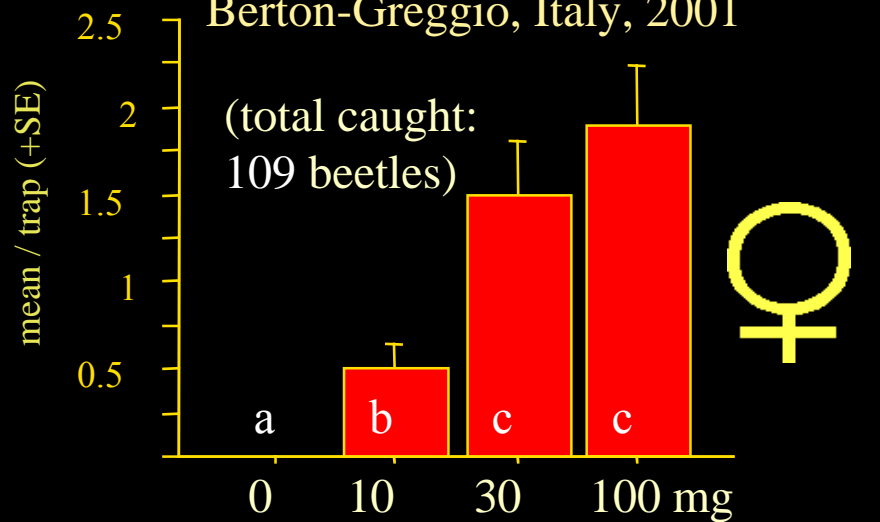 Berton-Greggio, Italy, 2001
(total caught:
109 beetles)
mean / trap (+SE)
2.5
2
1.5
1
0.5
a b c c
0 10 30 100 mg